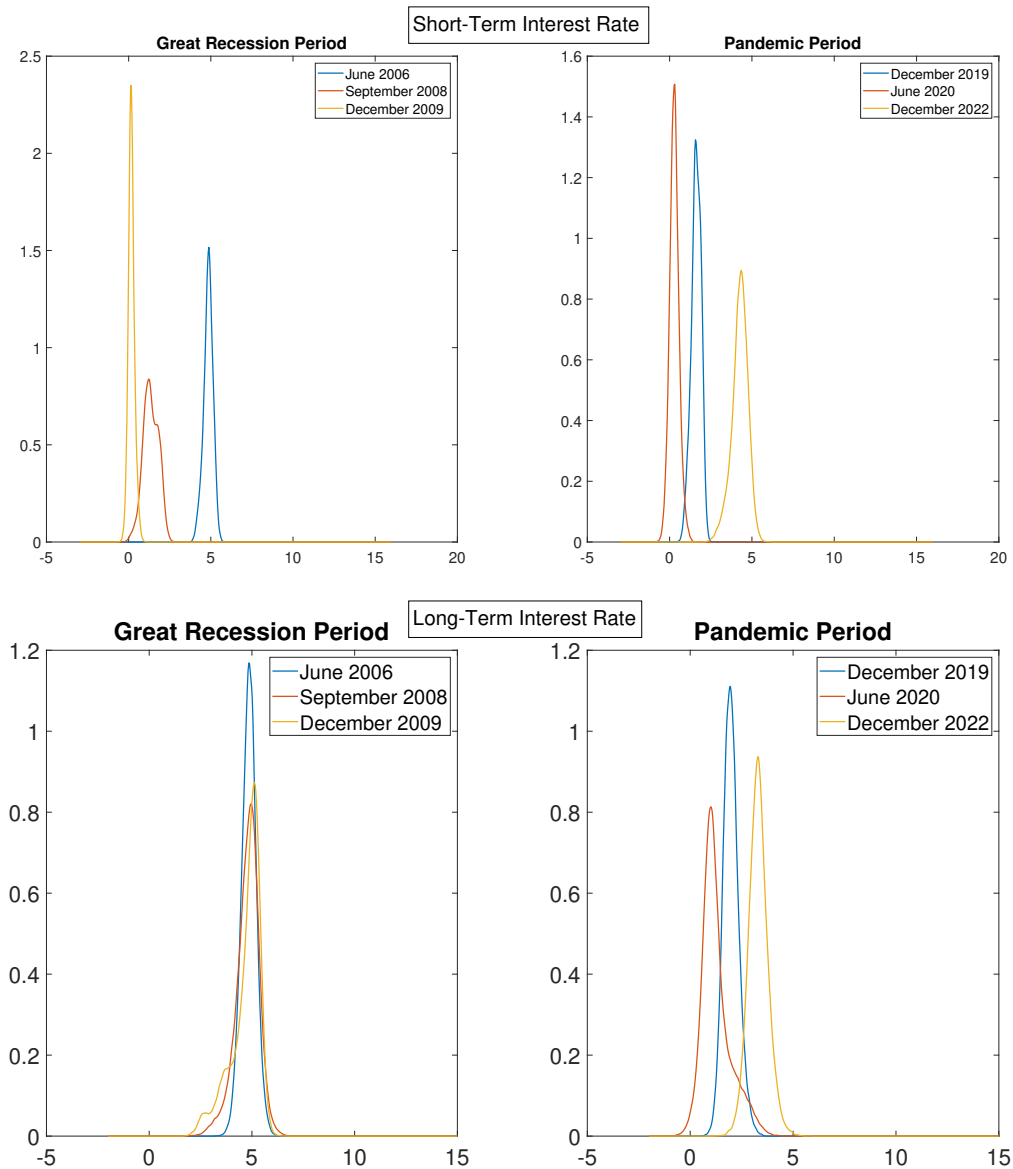 Short-Term Interest Rate
Great Recession Period
2.5
2
1.5
1
0.5
0
-5 0 5 10 15 20
June 2006
September 2008
December 2009
Pandemic Period
1.6
1.4
1.2
1
0.8
0.6
0.4
0.2
0
-5 0 5 10 15 20
December 2019
June 2020
December 2022
Long-Term Interest Rate
Great Recession Period
1.2
1
0.8
0.6
0.4
0.2
0
-5 0 5 10 15
June 2006
September 2008
December 2009
Pandemic Period
1.2
1
0.8
0.6
0.4
0.2
0
-5 0 5 10 15
December 2019
June 2020
December 2022